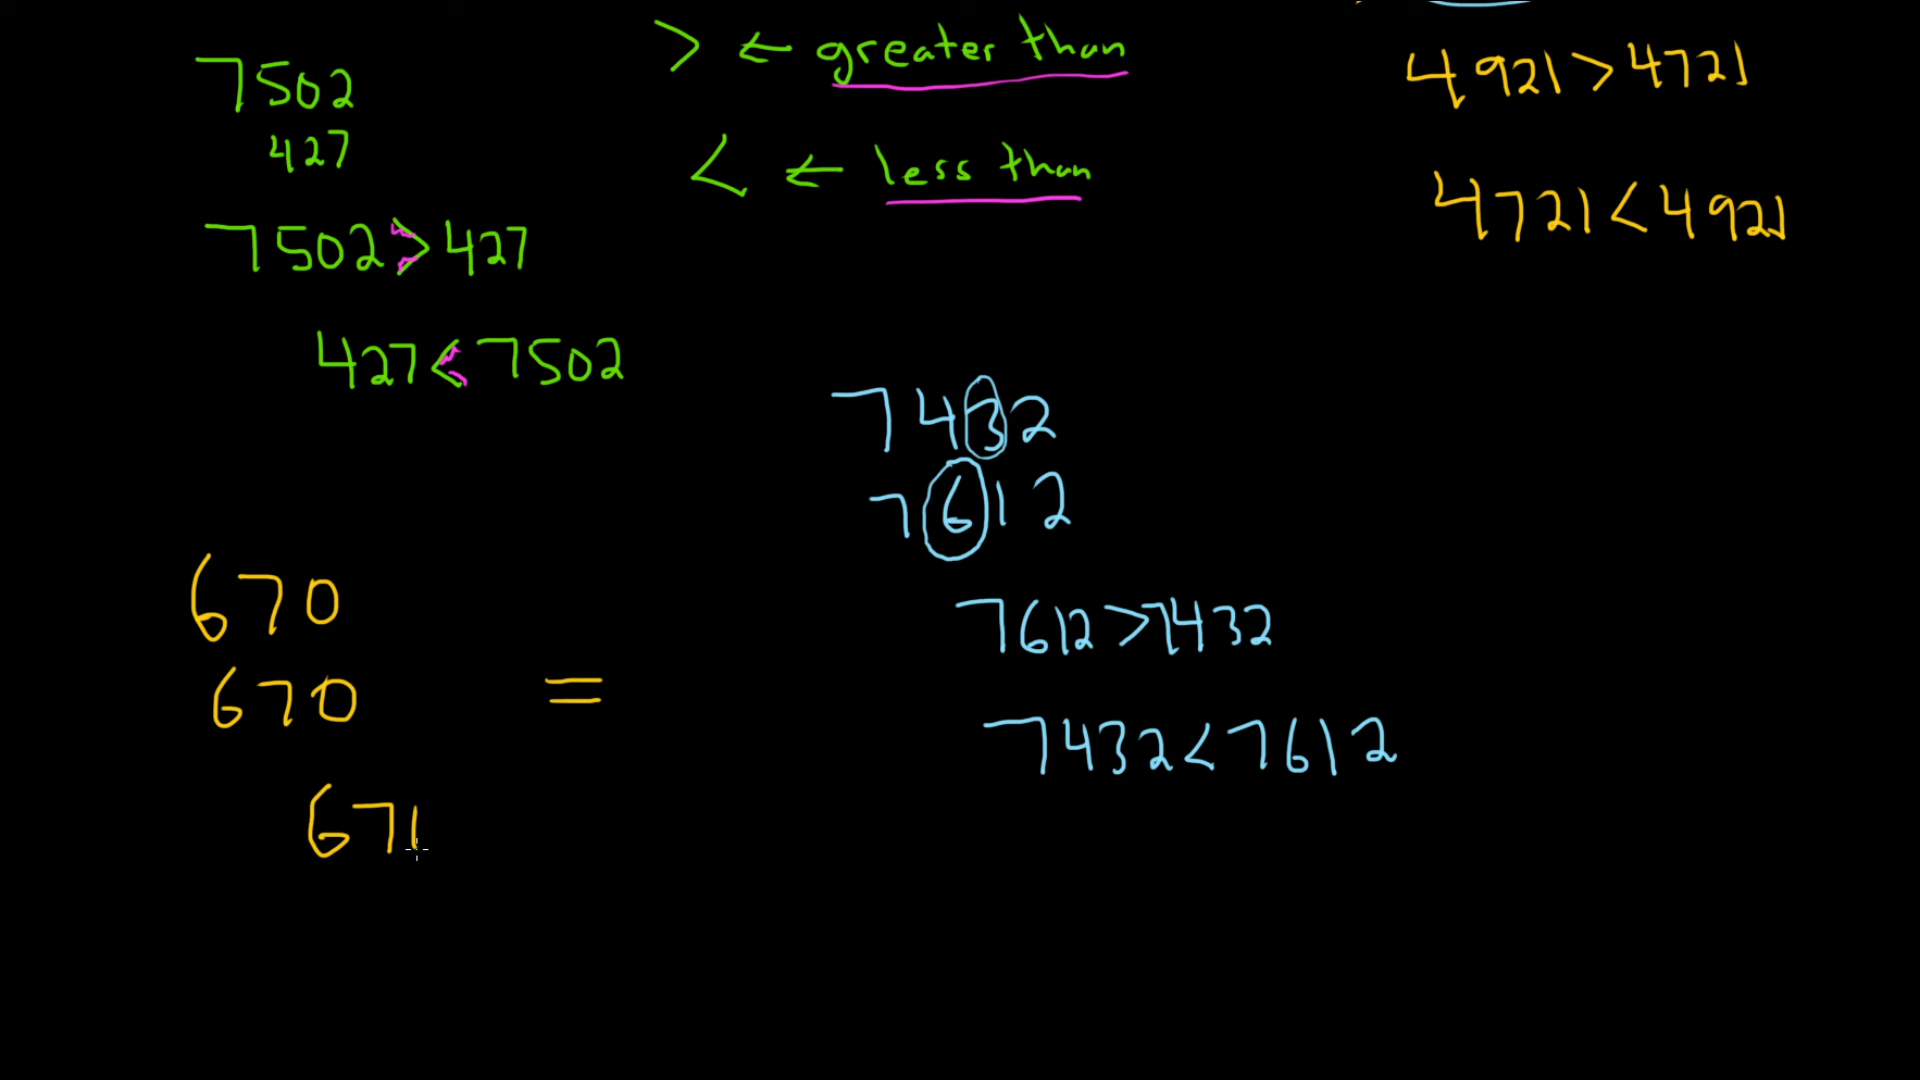 7502
427
7502 > 427
427 < 7502
> ← greater than
< ← less than
4921 > 4721
4721 < 4921
7432
7612
7612 > 7432
7432 < 7612
670
670
=
67